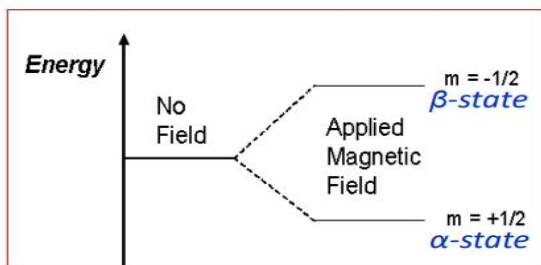 Energy
No
Field
Applied
Magnetic
Field
m = -1/2
β-state
m = +1/2
α-state